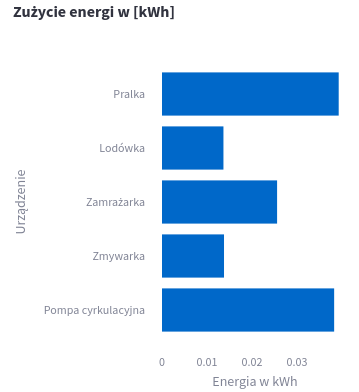 Zużycie energi w [kWh]
Urządzenie
Pralka
Lodówka
Zamrażarka
Zmywarka
Pompa cyrkulacyjna
0 0.01 0.02 0.03
Energia w kWh